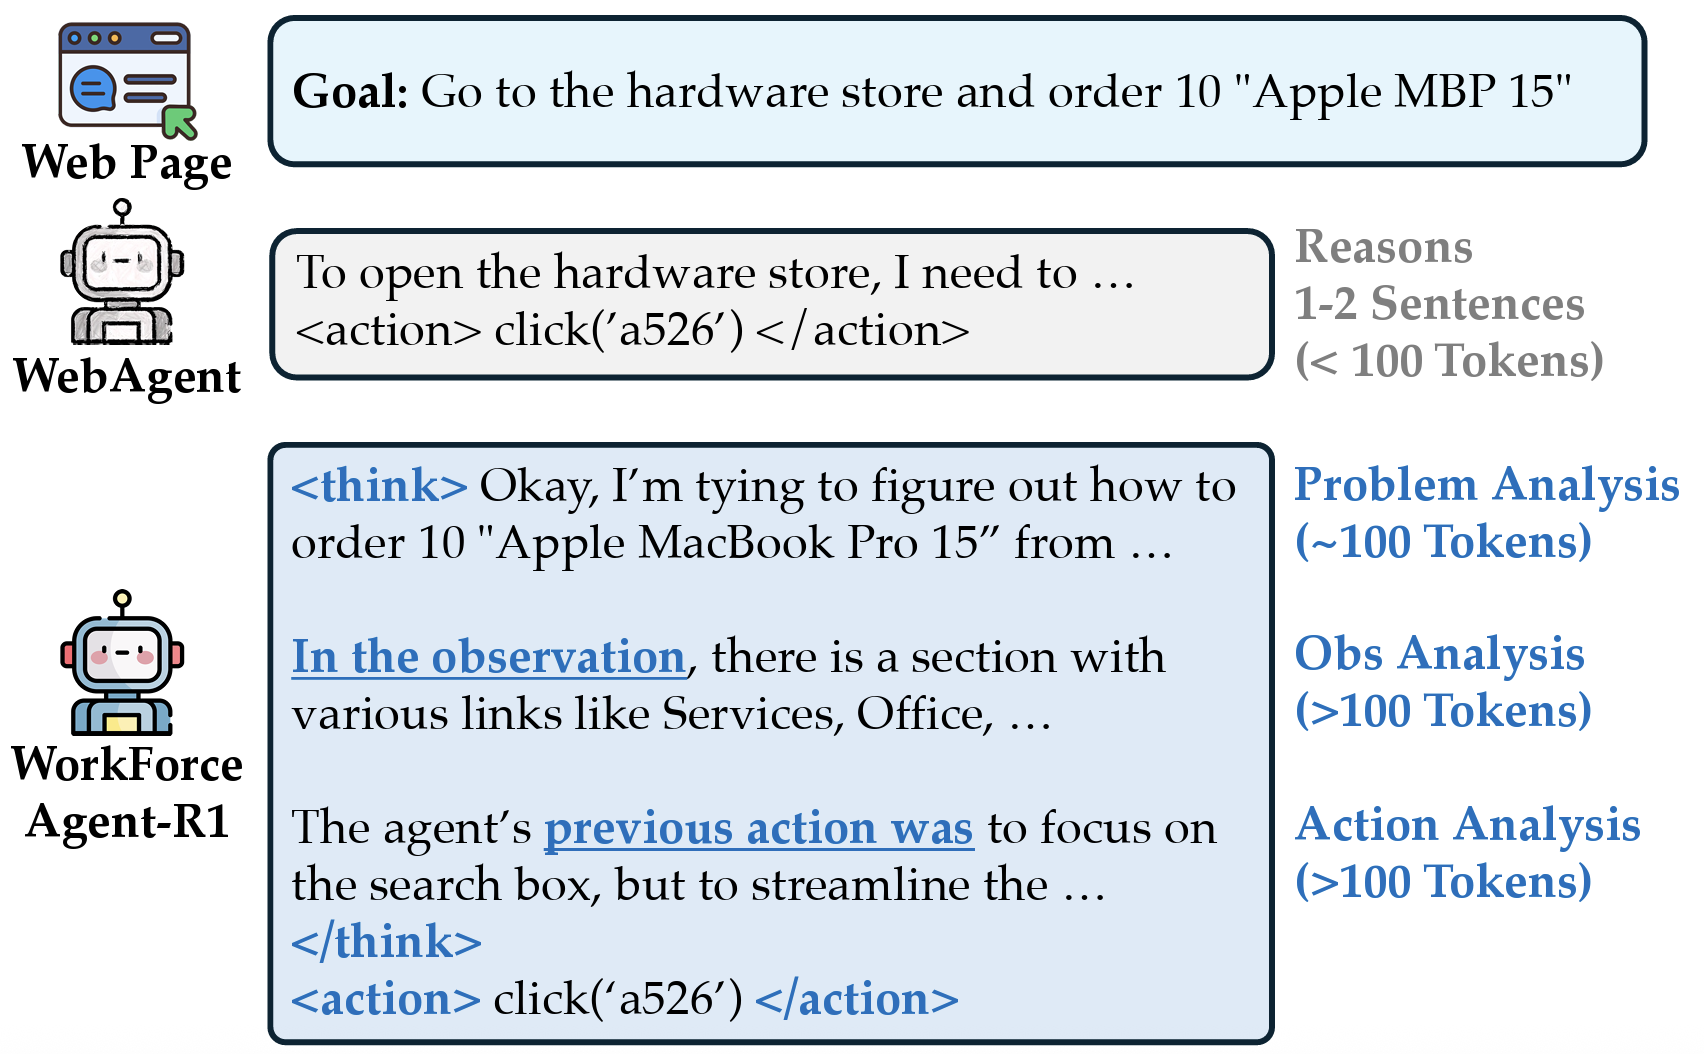 Web Page
Goal: Go to the hardware store and order 10 "Apple MBP 15"
WebAgent
To open the hardware store, I need to …
<action> click(’a526’) </action>
Reasons
1-2 Sentences
(< 100 Tokens)
WorkForce
Agent-R1
<think> Okay, I’m tying to figure out how to
order 10 "Apple MacBook Pro 15” from …
In the observation, there is a section with
various links like Services, Office, …
The agent’s previous action was to focus on
the search box, but to streamline the …
</think>
<action> click(‘a526’) </action>
Problem Analysis
(~100 Tokens)
Obs Analysis
(>100 Tokens)
Action Analysis
(>100 Tokens)